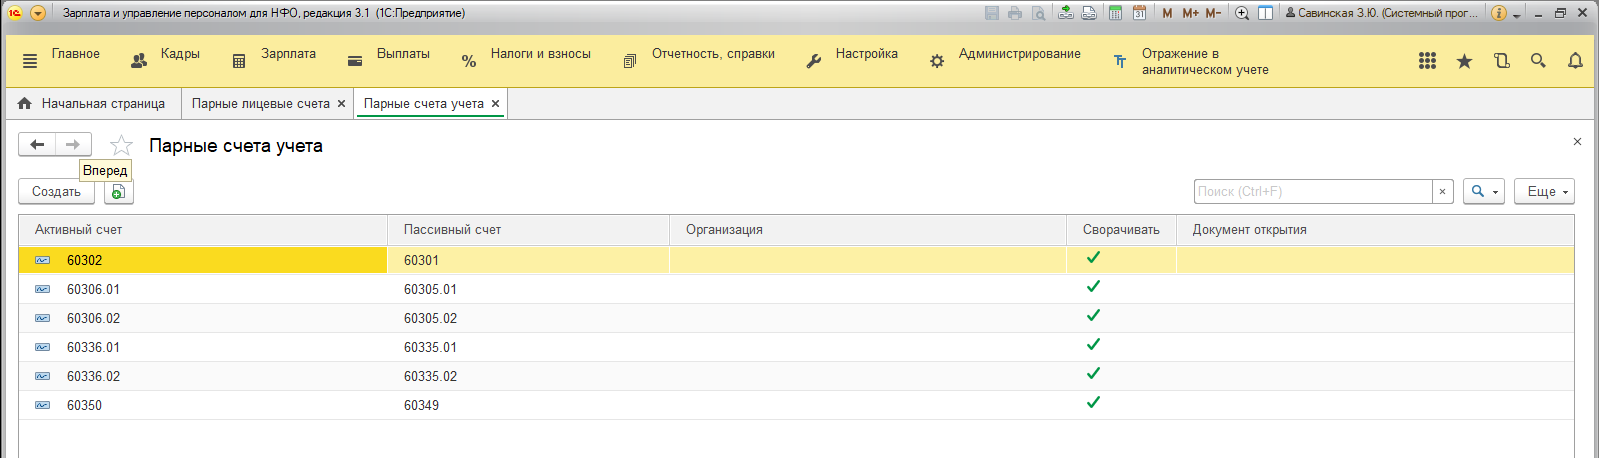 Зарплата и управление персоналом для НФО, редакция 3.1 (1С:Предприятие)
M M+ M-
Савинская З.Ю. (Системный прог...
Главное
Кадры
Зарплата
Выплаты
Налоги и взносы
Отчетность, справки
Настройка
Администрирование
Отражение в
аналитическом учете
Начальная страница
Парные лицевые счета ×
Парные счета учета ×
Парные счета учета
Вперед
Создать
Поиск (Ctrl+F)
Еще
Активный счет Пассивный счет Организация Сворачивать Документ открытия
60302 60301
60306.01 60305.01
60306.02 60305.02
60336.01 60335.01
60336.02 60335.02
60350 60349